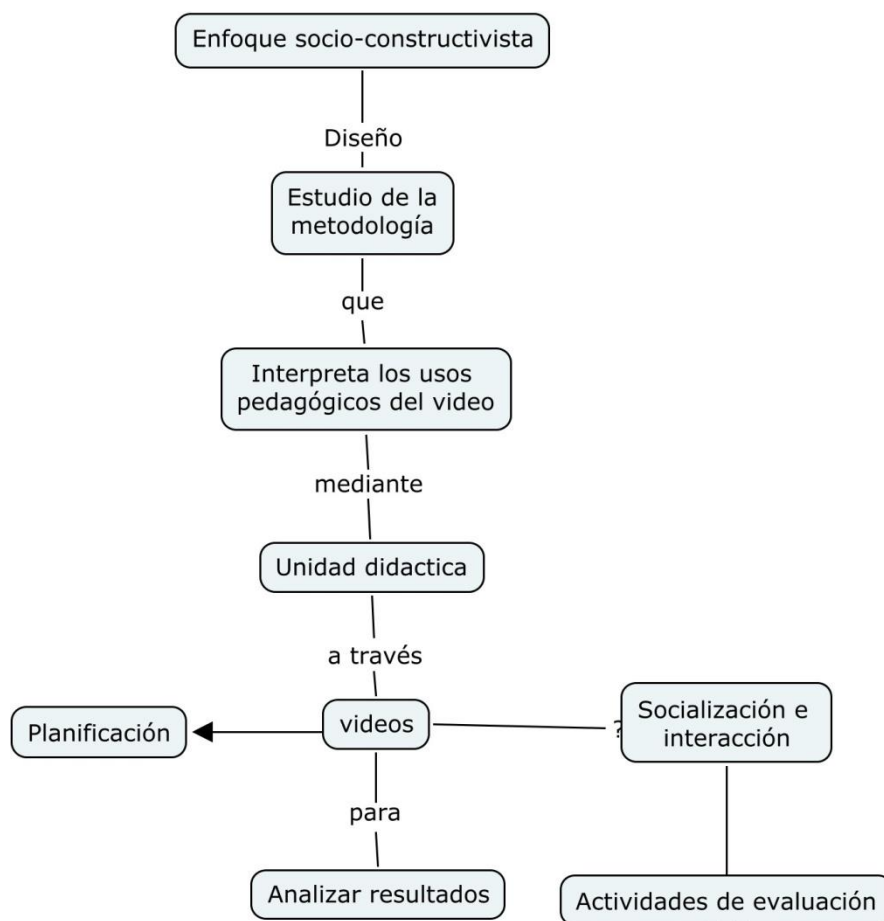 Enfoque socio-constructivista
Diseño
Estudio de la
metodología
que
Interpreta los usos
pedagógicos del video
mediante
Unidad didactica
a través
Planificación
videos
?
Socialización e
interacción
para
Analizar resultados
Actividades de evaluación